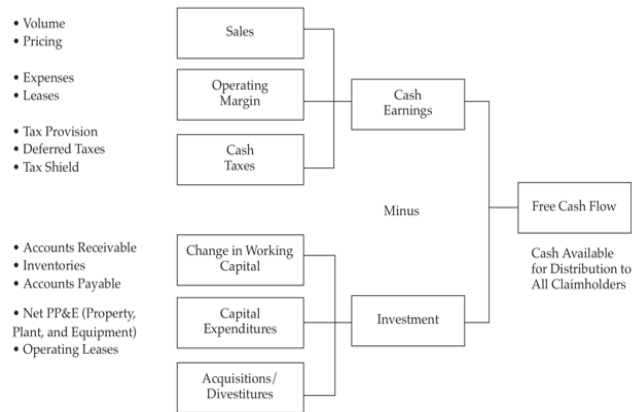 • Volume
• Pricing
Sales
• Expenses
• Leases
Operating
Margin
Cash
Earnings
• Tax Provision
• Deferred Taxes
• Tax Shield
Cash
Taxes
Minus
Free Cash Flow
Cash Available
for Distribution to
All Claimholders
• Accounts Receivable
• Inventories
• Accounts Payable
Change in Working
Capital
• Net PP&E (Property,
Plant, and Equipment)
• Operating Leases
Capital
Expenditures
Investment
Acquisitions/
Divestitures